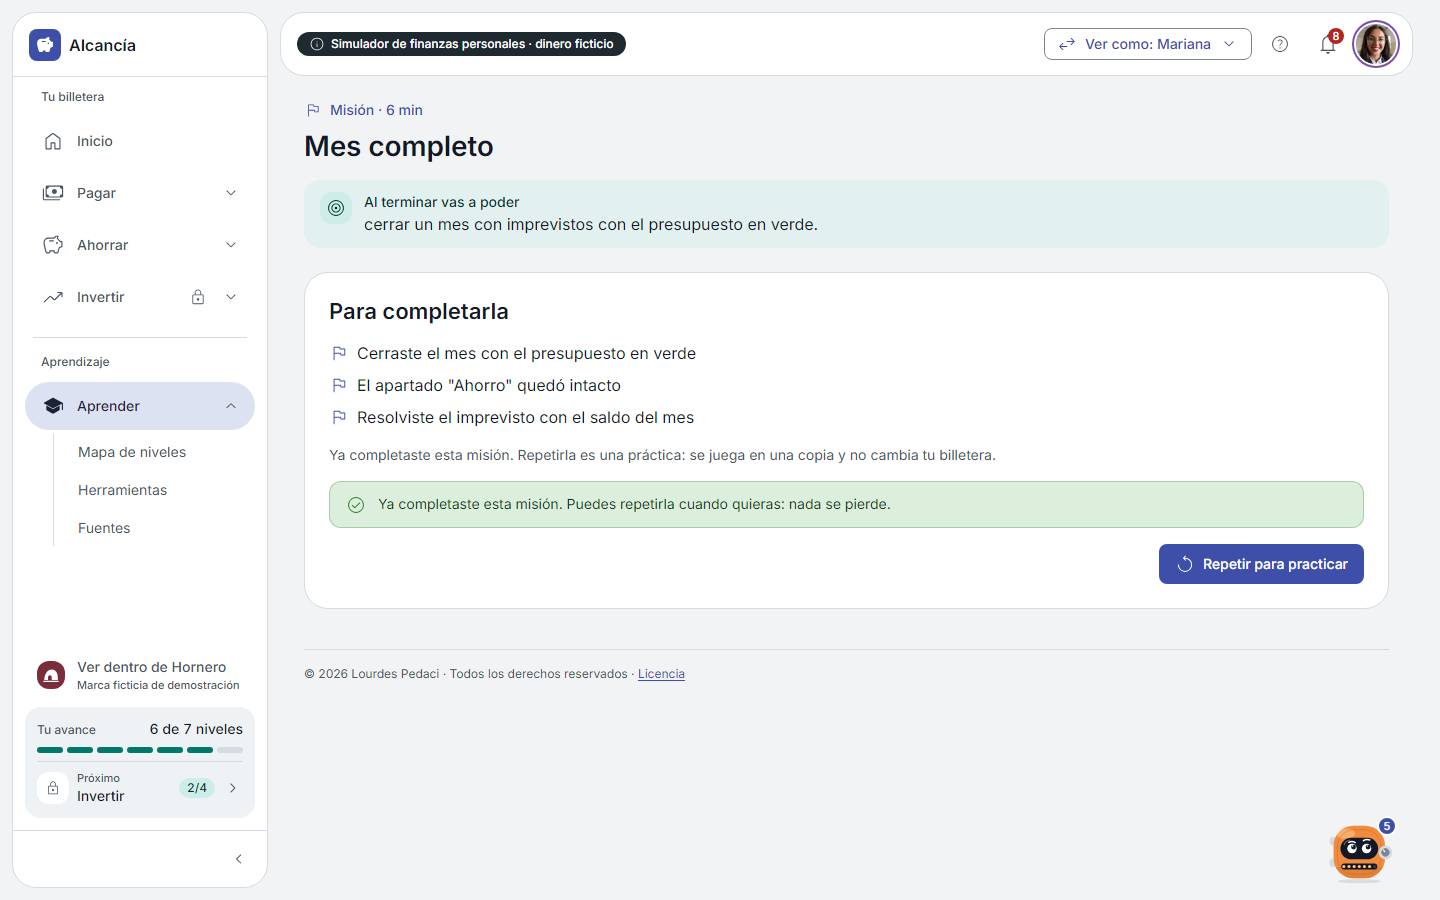 Alcancía
Simulador de finanzas personales · dinero ficticio
Ver como: Mariana
8
Tu billetera
Inicio
Pagar
Ahorrar
Invertir
Aprendizaje
Aprender
Mapa de niveles
Herramientas
Fuentes
Ver dentro de Hornero
Marca ficticia de demostración
Tu avance 6 de 7 niveles
Próximo
Invertir
2/4
Misión · 6 min
Mes completo
Al terminar vas a poder
cerrar un mes con imprevistos con el presupuesto en verde.
Para completarla
Cerraste el mes con el presupuesto en verde
El apartado "Ahorro" quedó intacto
Resolviste el imprevisto con el saldo del mes
Ya completaste esta misión. Repetirla es una práctica: se juega en una copia y no cambia tu billetera.
Ya completaste esta misión. Puedes repetirla cuando quieras: nada se pierde.
Repetir para practicar
© 2026 Lourdes Pedaci · Todos los derechos reservados · Licencia
5